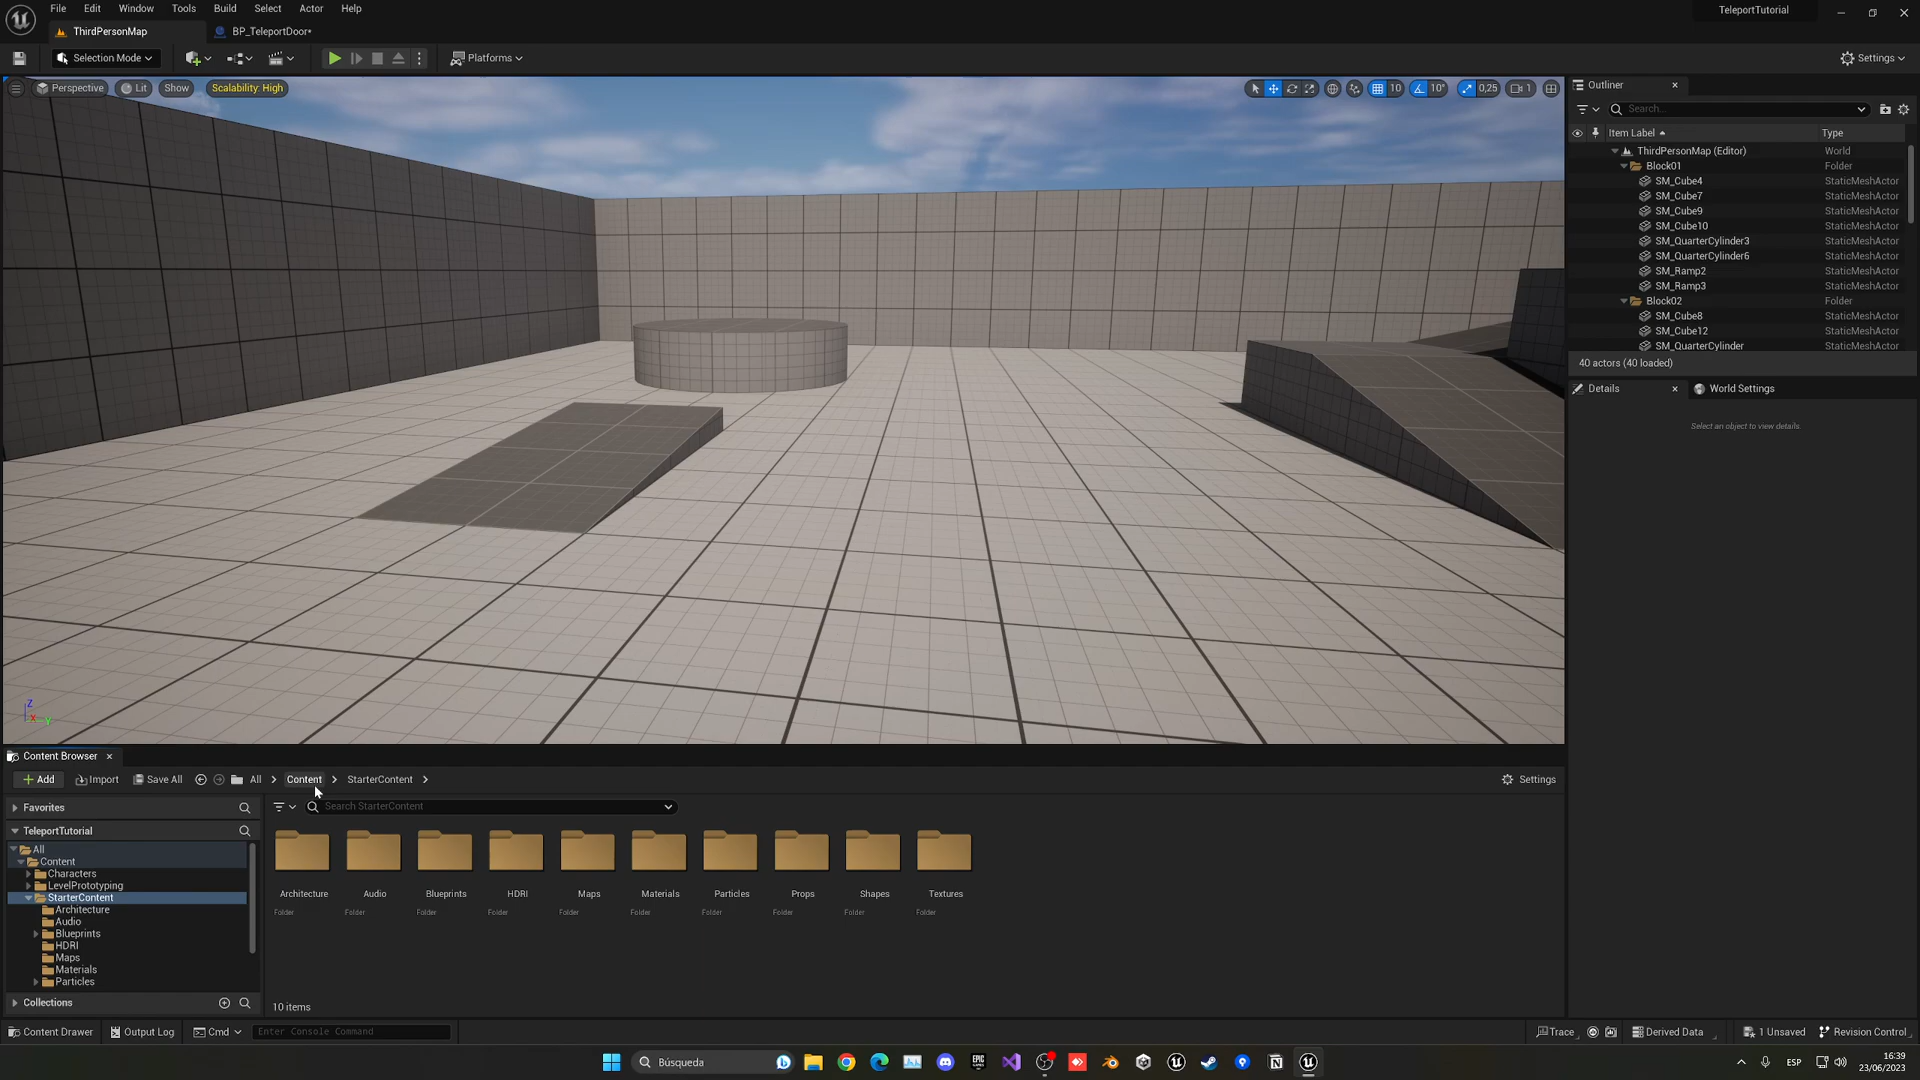 File Edit Window Tools Build Select Actor Help
TeleportTutorial
ThirdPersonMap
BP_TeleportDoor*
Selection Mode
Platforms
Settings
Perspective Lit Show Scalability: High
10 10° 0,25 1
Outliner
Search...
Item Label Type
ThirdPersonMap (Editor) World
Block01 Folder
SM_Cube4 StaticMeshActor
SM_Cube7 StaticMeshActor
SM_Cube9 StaticMeshActor
SM_Cube10 StaticMeshActor
SM_QuarterCylinder3 StaticMeshActor
SM_QuarterCylinder6 StaticMeshActor
SM_Ramp2 StaticMeshActor
SM_Ramp3 StaticMeshActor
Block02 Folder
SM_Cube8 StaticMeshActor
SM_Cube12 StaticMeshActor
SM_QuarterCylinder StaticMeshActor
40 actors (40 loaded)
Details
World Settings
Select an object to view details.
Z
X Y
Content Browser
Add Import Save All All Content StarterContent Settings
Favorites
TeleportTutorial
All
Content
Characters
LevelPrototyping
StarterContent
Architecture
Audio
Blueprints
HDRI
Maps
Materials
Particles
Collections
Search StarterContent
Architecture Audio Blueprints HDRI Maps Materials Particles Props Shapes Textures
Folder Folder Folder Folder Folder Folder Folder Folder Folder Folder
10 items
Content Drawer Output Log Cmd Enter Console Command
Trace Derived Data 1 Unsaved Revision Control
Búsqueda
EPIC GAMES
ESP
16:39
23/06/2023